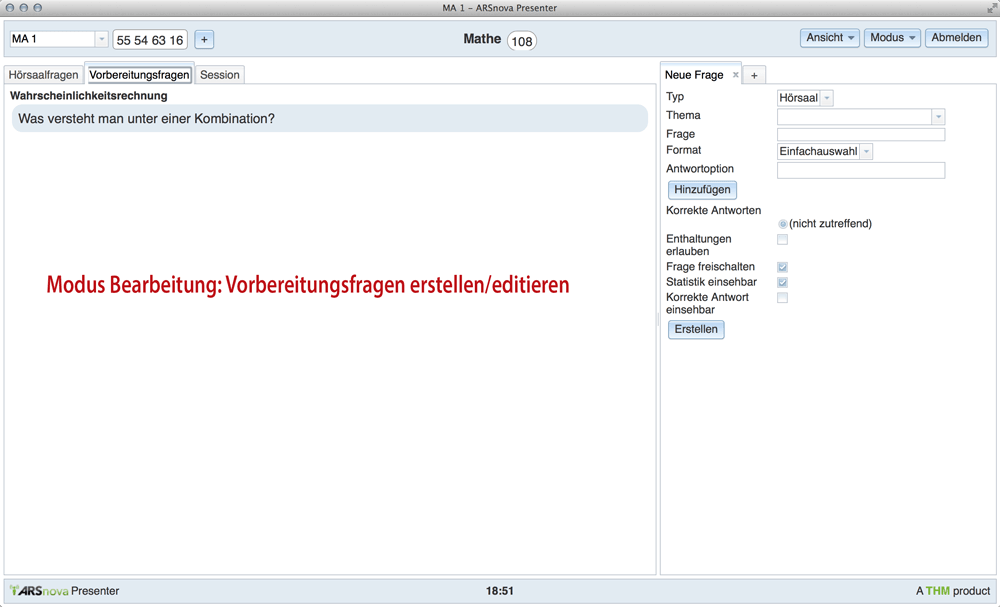 MA 1 – ARSnova Presenter
MA 1
55 54 63 16
+
Mathe 108
Ansicht
Modus
Abmelden
Hörsaalfragen
Vorbereitungsfragen
Session
Wahrscheinlichkeitsrechnung
Was versteht man unter einer Kombination?
Modus Bearbeitung: Vorbereitungsfragen erstellen/editieren
Neue Frage ×
+
Typ
Hörsaal
Thema
Frage
Format
Einfachauswahl
Antwortoption
Hinzufügen
Korrekte Antworten
(nicht zutreffend)
Enthaltungen
erlauben
Frage freischalten
Statistik einsehbar
Korrekte Antwort
einsehbar
Erstellen
ARSnova Presenter
18:51
A THM product